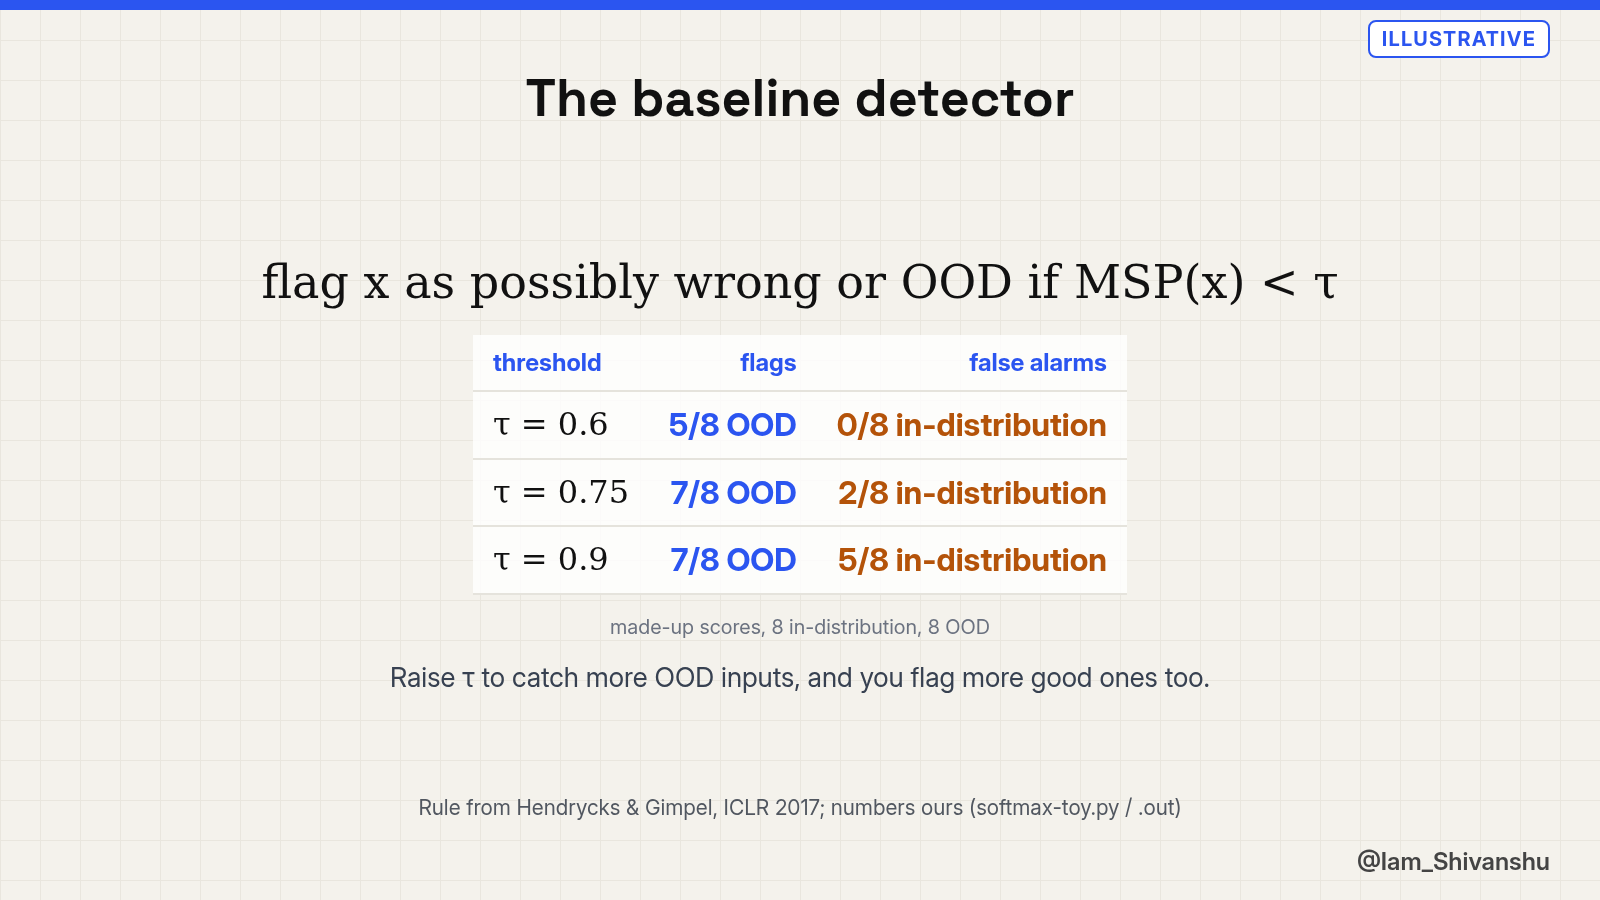 ILLUSTRATIVE
The baseline detector
flag x as possibly wrong or OOD if MSP(x) < τ
threshold flags false alarms
τ = 0.6 5/8 OOD 0/8 in-distribution
τ = 0.75 7/8 OOD 2/8 in-distribution
τ = 0.9 7/8 OOD 5/8 in-distribution
made-up scores, 8 in-distribution, 8 OOD
Raise τ to catch more OOD inputs, and you flag more good ones too.
Rule from Hendrycks & Gimpel, ICLR 2017; numbers ours (softmax-toy.py / .out)
@Iam_Shivanshu